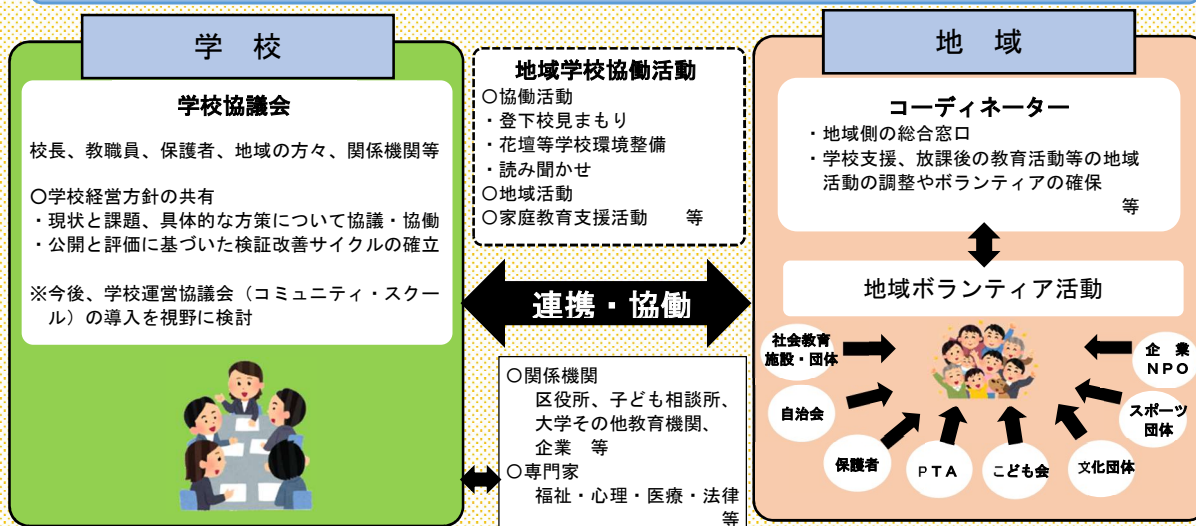 学 校
学校協議会
校長、教職員、保護者、地域の方々、関係機関等
○学校経営方針の共有
・現状と課題、具体的な方策について協議・協働
・公開と評価に基づいた検証改善サイクルの確立
※今後、学校運営協議会（コミュニティ・スクー
ル）の導入を視野に検討
地域学校協働活動
○協働活動
・登下校見まもり
・花壇等学校環境整備
・読み聞かせ
○地域活動
○家庭教育支援活動 等
連携・協働
○関係機関
区役所、子ども相談所、
大学その他教育機関、
企業 等
○専門家
福祉・心理・医療・法律
等
地 域
コーディネーター
・地域側の総合窓口
・学校支援、放課後の教育活動等の地域
活動の調整やボランティアの確保
等
地域ボランティア活動
社会教育
施設・団体
自治会
保護者
ＰＴＡ
こども会
文化団体
スポーツ
団体
企 業
ＮＰＯ